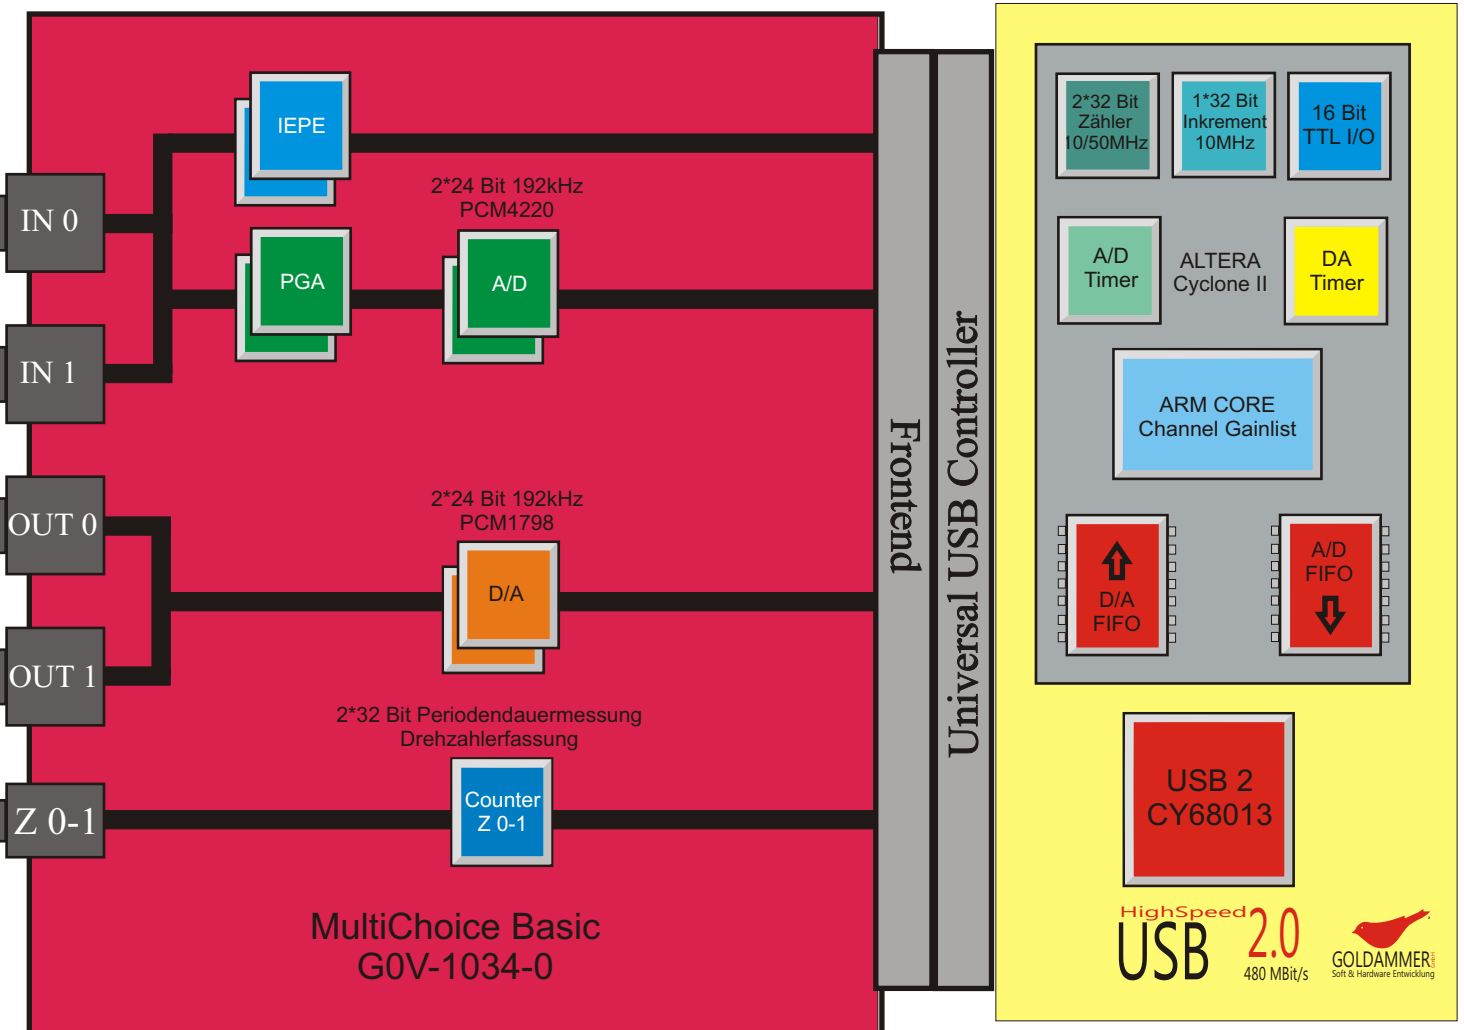 IEPE
2*24 Bit 192kHz
PCM4220
IN 0
PGA
A/D
IN 1
OUT 0
2*24 Bit 192kHz
PCM1798
D/A
OUT 1
2*32 Bit Periodendauermessung
Drehzahlerfassung
Z 0-1
Counter
Z 0-1
MultiChoice Basic
G0V-1034-0
Frontend
Universal USB Controller
2*32 Bit
Zähler
10/50MHz
1*32 Bit
Inkrement
10MHz
16 Bit
TTL I/O
A/D
Timer
ALTERA
Cyclone II
DA
Timer
ARM CORE
Channel Gainlist
D/A
FIFO
A/D
FIFO
USB 2
CY68013
HighSpeed
USB 2.0
480 MBit/s
GOLDAMMER GmbH
Soft & Hardware Entwicklung